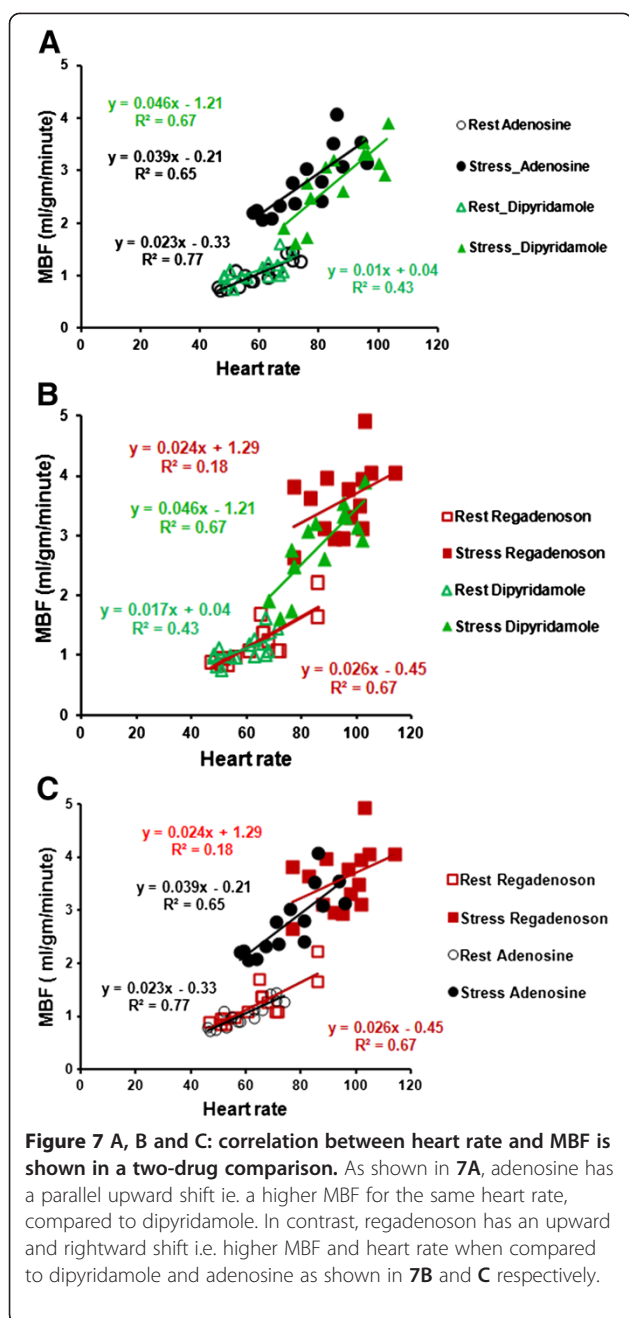 A
5
4
3
2
1
0
MBF (ml/gm/minute)
y = 0.046x - 1.21
R² = 0.67
y = 0.039x - 0.21
R² = 0.65
y = 0.023x - 0.33
R² = 0.77
y = 0.01x + 0.04
R² = 0.43
0 20 40 60 80 100 120
Heart rate
Rest Adenosine
Stress_Adenosine
Rest_Dipyridamole
Stress_Dipyridamole
B
5
4
3
2
1
0
MBF (ml/gm/minute)
y = 0.024x + 1.29
R² = 0.18
y = 0.046x - 1.21
R² = 0.67
y = 0.017x + 0.04
R² = 0.43
y = 0.026x - 0.45
R² = 0.67
0 20 40 60 80 100 120
Heart rate
Rest Regadenoson
Stress Regadenoson
Rest Dipyridamole
Stress Dipyridamole
C
5
4
3
2
1
0
MBF ( ml/gm/minute)
y = 0.024x + 1.29
R² = 0.18
y = 0.039x - 0.21
R² = 0.65
y = 0.023x - 0.33
R² = 0.77
y = 0.026x - 0.45
R² = 0.67
0 20 40 60 80 100 120
Heart rate
Rest Regadenoson
Stress Regadenoson
Rest Adenosine
Stress Adenosine
Figure 7 A, B and C: correlation between heart rate and MBF is
shown in a two-drug comparison. As shown in 7A, adenosine has
a parallel upward shift ie. a higher MBF for the same heart rate,
compared to dipyridamole. In contrast, regadenoson has an upward
and rightward shift i.e. higher MBF and heart rate when compared
to dipyridamole and adenosine as shown in 7B and C respectively.